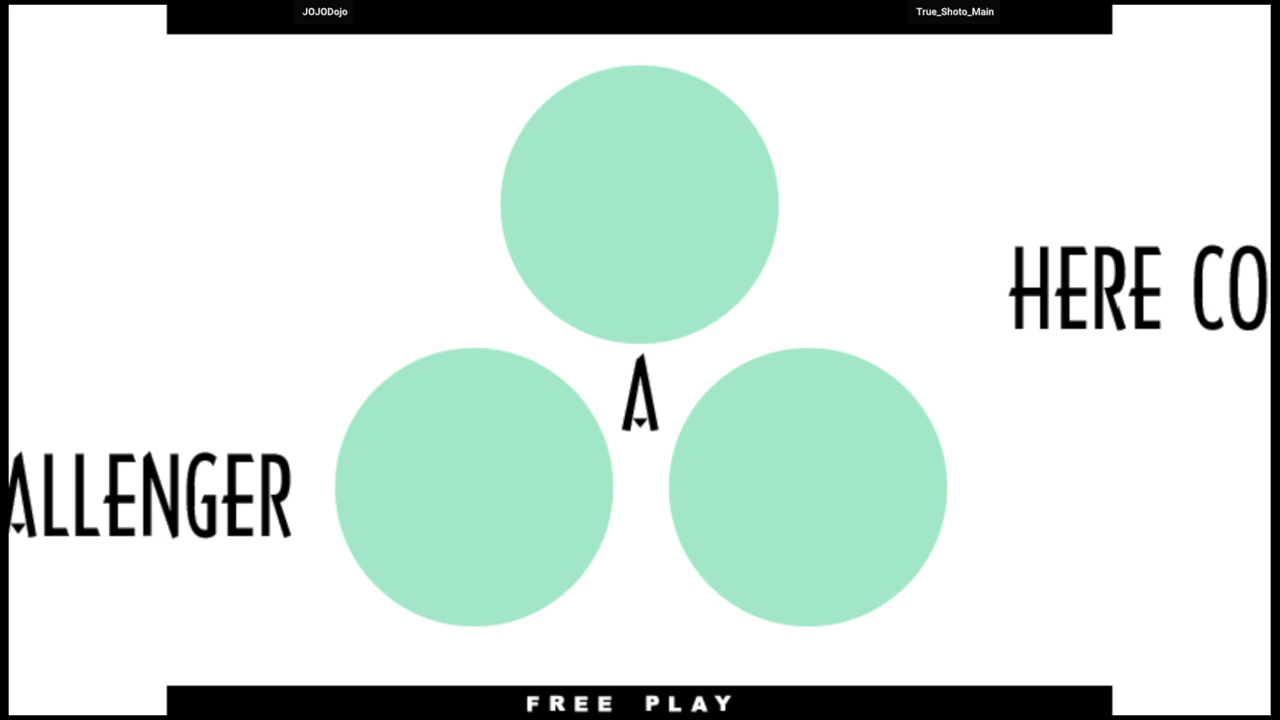 JOJODojo
True_Shoto_Main
HERE CO
A
ALLENGER
FREE PLAY